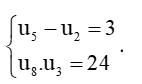 u₅ − u₂ = 3
u₈.u₃ = 24
.